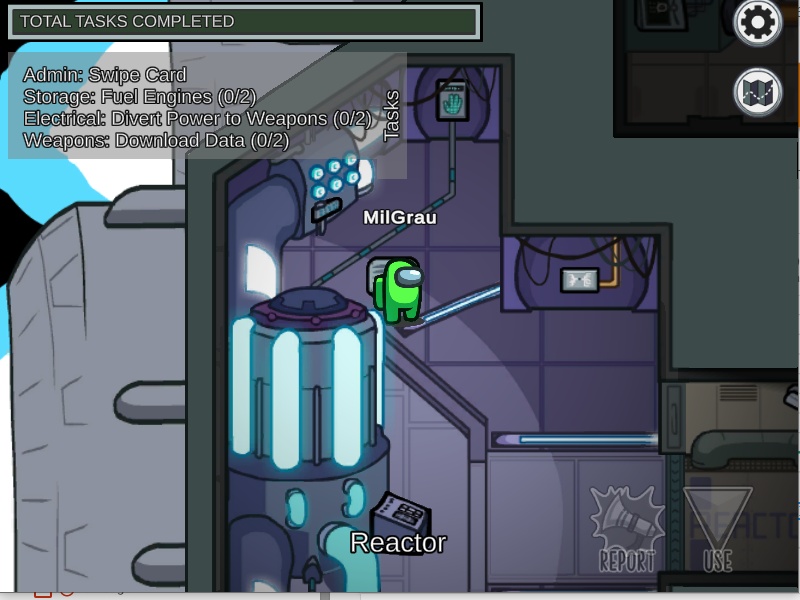 TOTAL TASKS COMPLETED
Admin: Swipe Card
Storage: Fuel Engines (0/2)
Electrical: Divert Power to Weapons (0/2)
Weapons: Download Data (0/2)
Tasks
MilGrau
Reactor
REPORT
USE
REACTO